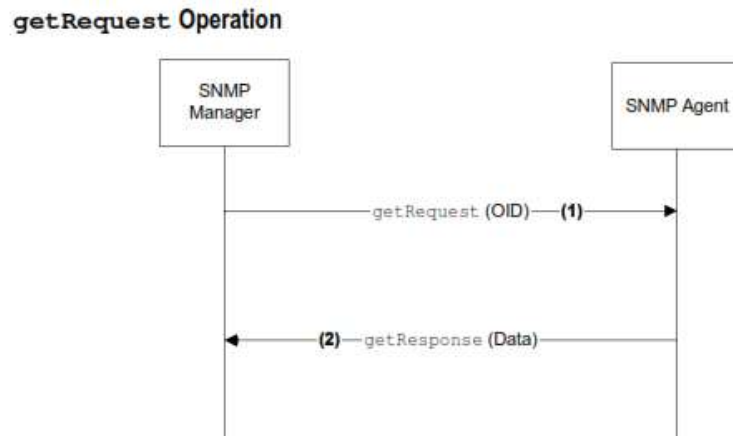 getRequest Operation
SNMP
Manager
SNMP Agent
getRequest (OID) (1)
(2) getResponse (Data)